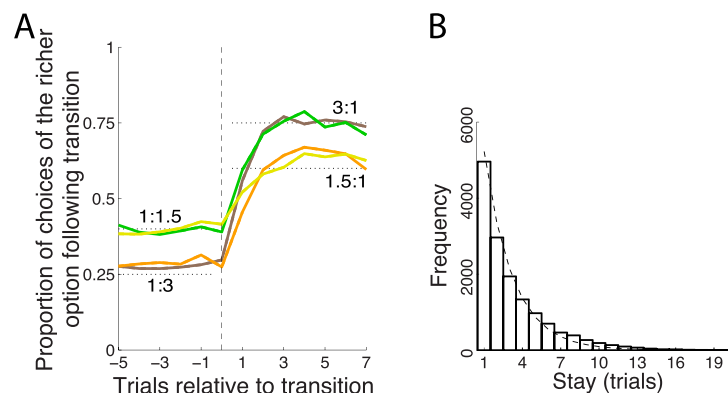 A
Proportion of choices of the richer
option following transition
1
0.75
0.5
0.25
0
3:1
1.5:1
1:1.5
1:3
−5 −3 −1 1 3 5 7
Trials relative to transition
B
Frequency
6000
4000
2000
0
1 4 7 10 13 16 19
Stay (trials)